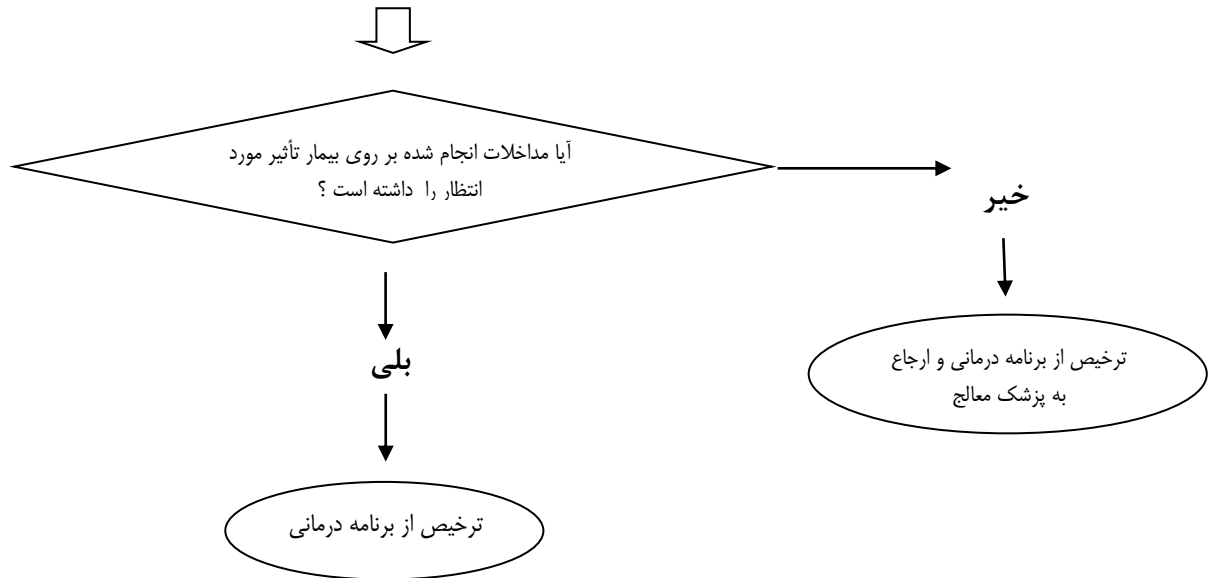 آیا مداخلات انجام شده بر روی بیمار تأثیر مورد
انتظار را داشته است ؟
خیر
ترخیص از برنامه درمانی و ارجاع
به پزشک معالج
بلی
ترخیص از برنامه درمانی